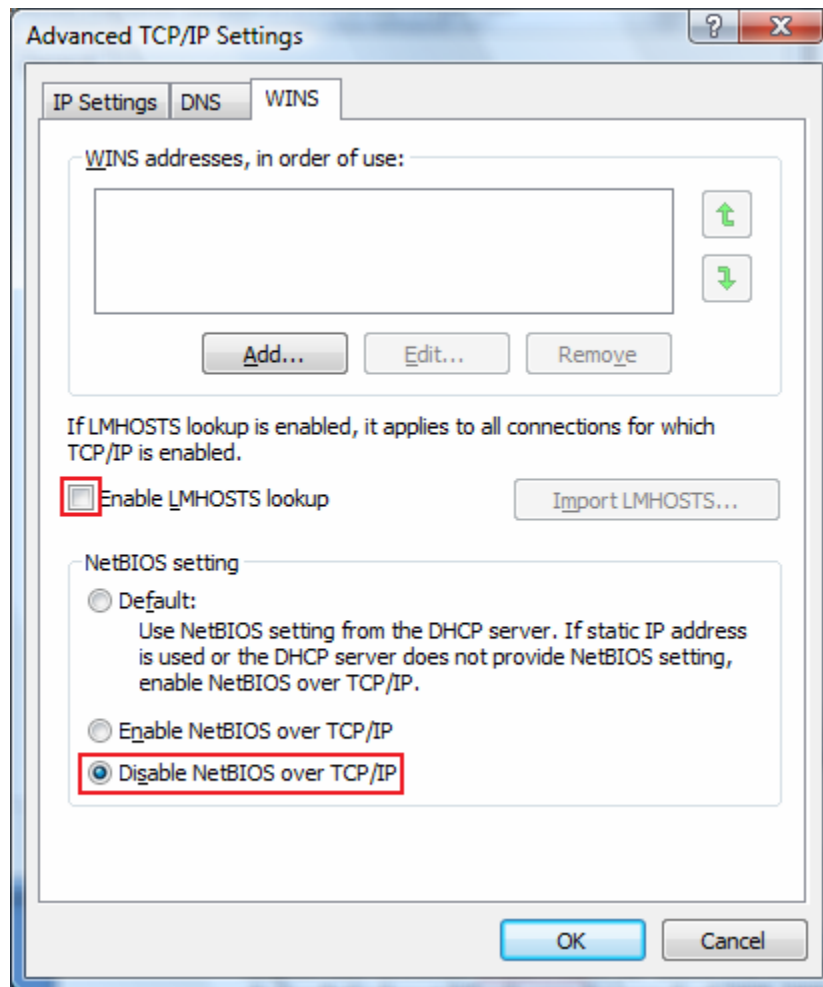 Advanced TCP/IP Settings
IP Settings DNS WINS
WINS addresses, in order of use:
Add... Edit... Remove
If LMHOSTS lookup is enabled, it applies to all connections for which
TCP/IP is enabled.
Enable LMHOSTS lookup Import LMHOSTS...
NetBIOS setting
Default:
Use NetBIOS setting from the DHCP server. If static IP address
is used or the DHCP server does not provide NetBIOS setting,
enable NetBIOS over TCP/IP.
Enable NetBIOS over TCP/IP
Disable NetBIOS over TCP/IP
OK Cancel